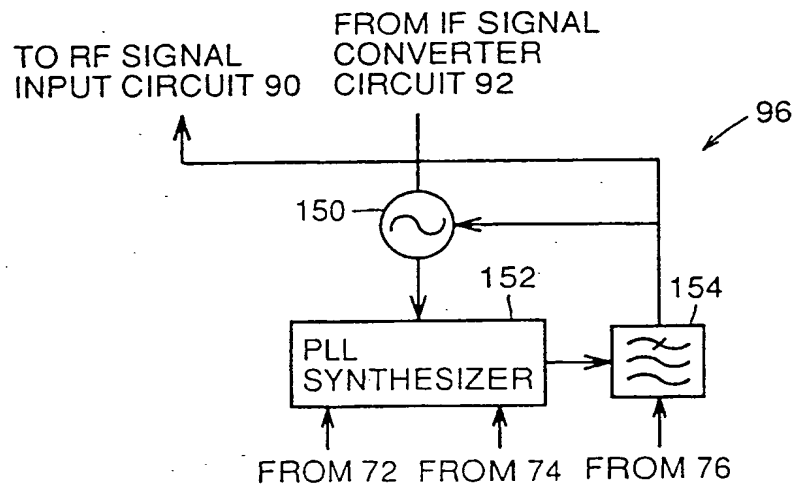 TO RF SIGNAL
INPUT CIRCUIT 90
FROM IF SIGNAL
CONVERTER
CIRCUIT 92
96
150
152
154
PLL
SYNTHESIZER
FROM 72
FROM 74
FROM 76